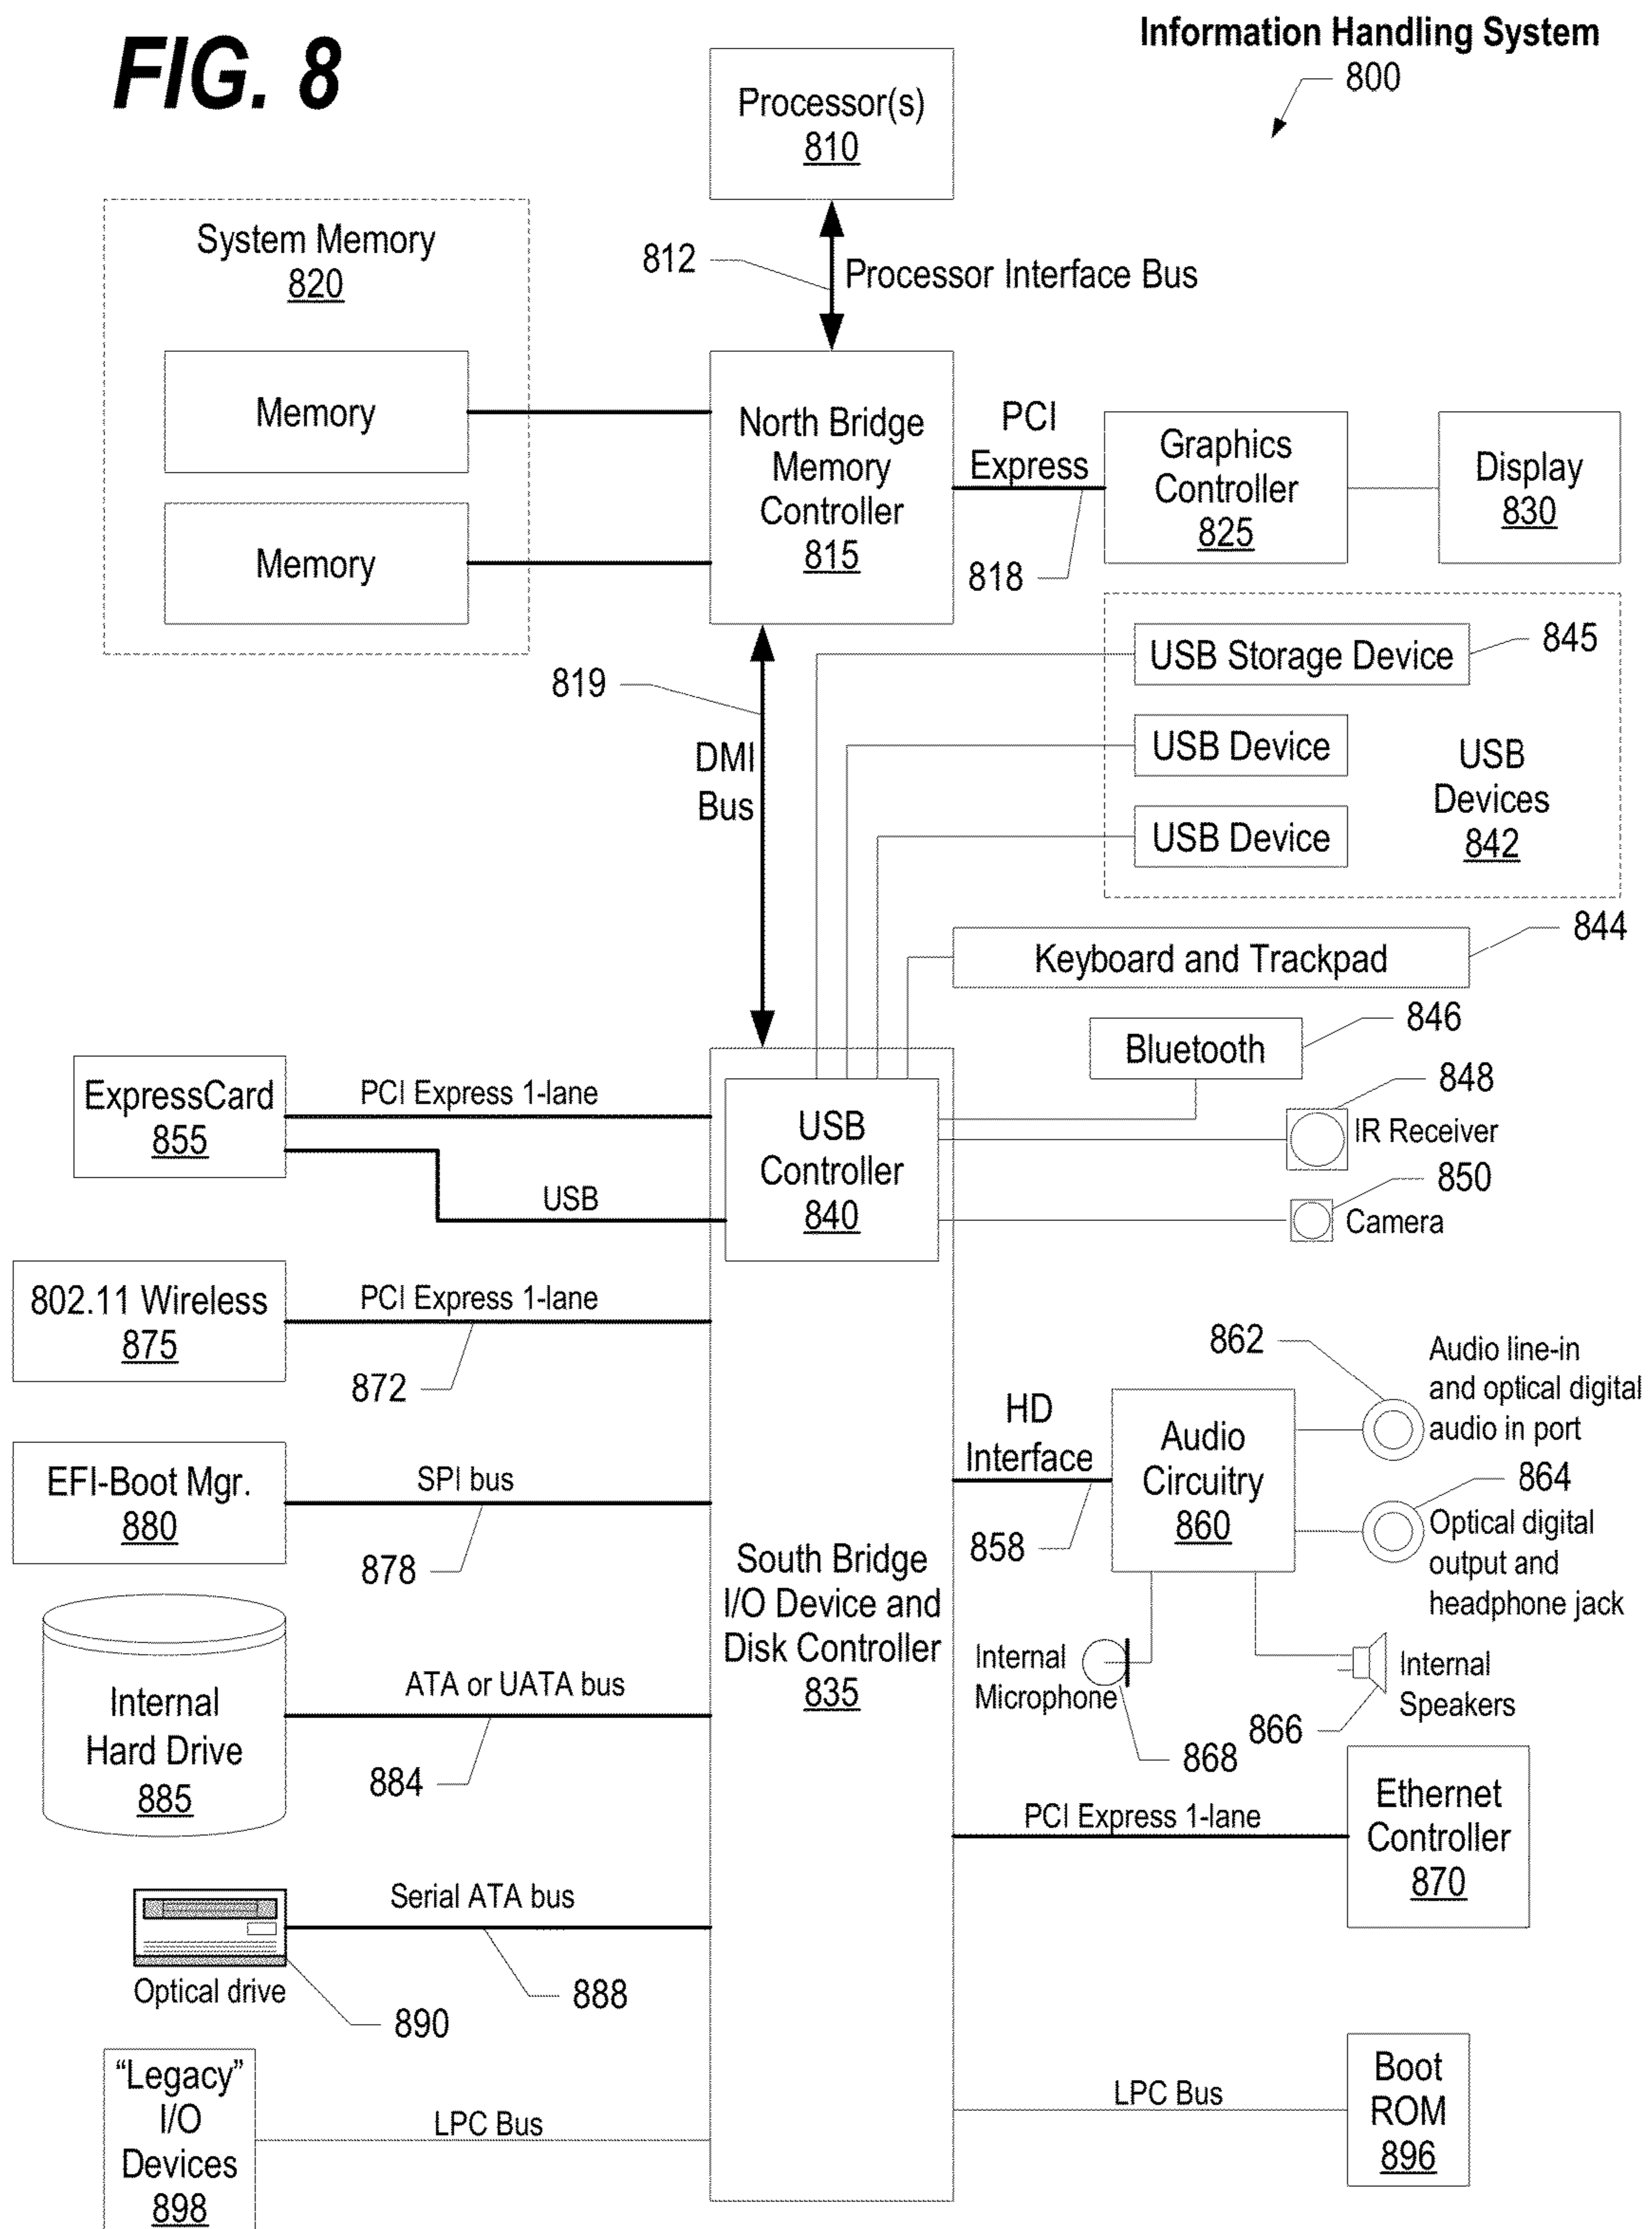 FIG. 8
Information Handling System
800
Processor(s)
810
812
Processor Interface Bus
System Memory
820
Memory
Memory
North Bridge
Memory
Controller
815
PCI
Express
818
Graphics
Controller
825
Display
830
819
DMI
Bus
USB Storage Device
845
USB Device
USB Device
USB
Devices
842
Keyboard and Trackpad
844
Bluetooth
846
848
IR Receiver
850
Camera
ExpressCard
855
PCI Express 1-lane
USB
USB
Controller
840
802.11 Wireless
875
PCI Express 1-lane
872
EFI-Boot Mgr.
880
SPI bus
878
South Bridge
I/O Device and
Disk Controller
835
HD
Interface
858
Audio
Circuitry
860
862
Audio line-in
and optical digital
audio in port
864
Optical digital
output and
headphone jack
Internal
Microphone
868
866
Internal
Speakers
Internal
Hard Drive
885
ATA or UATA bus
884
PCI Express 1-lane
Ethernet
Controller
870
Serial ATA bus
888
Optical drive
890
“Legacy”
I/O
Devices
898
LPC Bus
LPC Bus
Boot
ROM
896